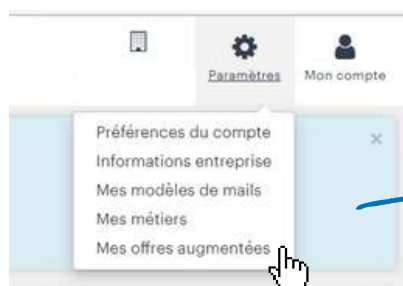 Paramètres Mon compte
Préférences du compte
Informations entreprise
Mes modèles de mails
Mes métiers
Mes offres augmentées